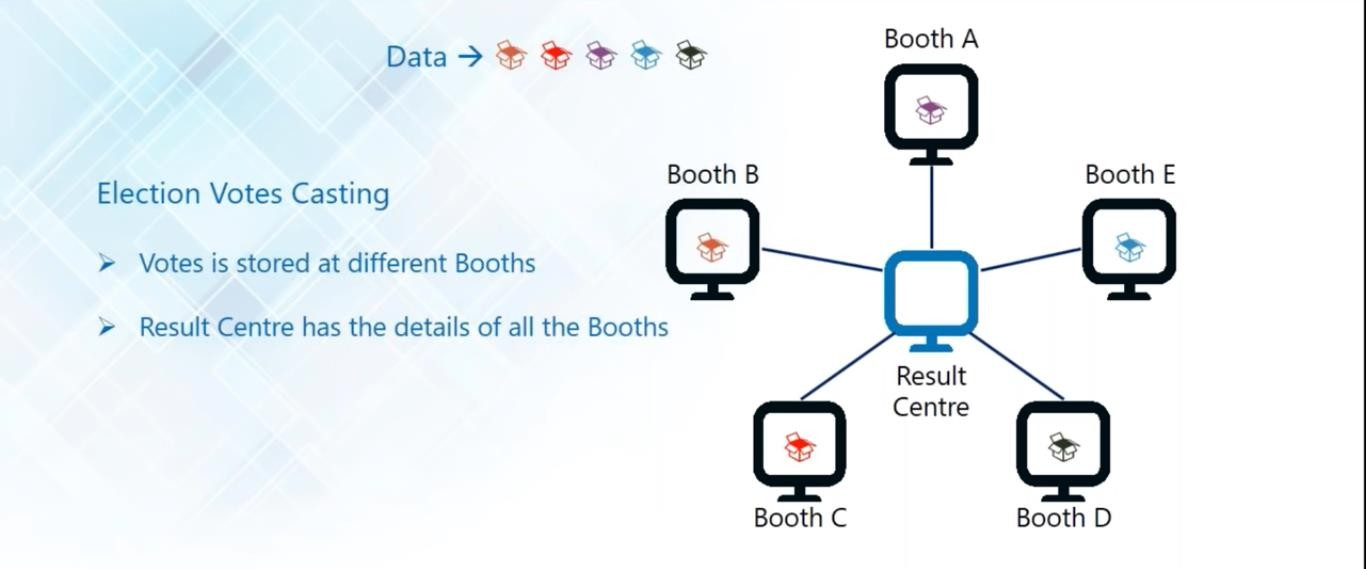 Data →
Election Votes Casting
➢ Votes is stored at different Booths
➢ Result Centre has the details of all the Booths
Booth A
Booth B
Booth E
Result
Centre
Booth C
Booth D